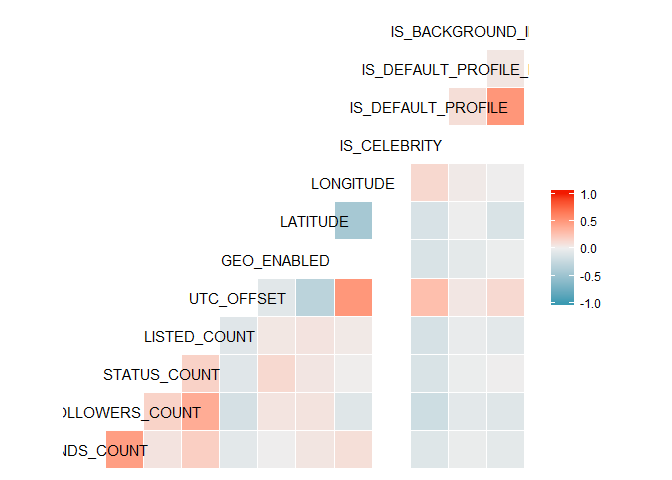 IS_BACKGROUND_I
IS_DEFAULT_PROFILE_
IS_DEFAULT_PROFILE
IS_CELEBRITY
LONGITUDE
LATITUDE
GEO_ENABLED
UTC_OFFSET
LISTED_COUNT
STATUS_COUNT
OLLOWERS_COUNT
NDS_COUNT
1.0
0.5
0.0
-0.5
-1.0